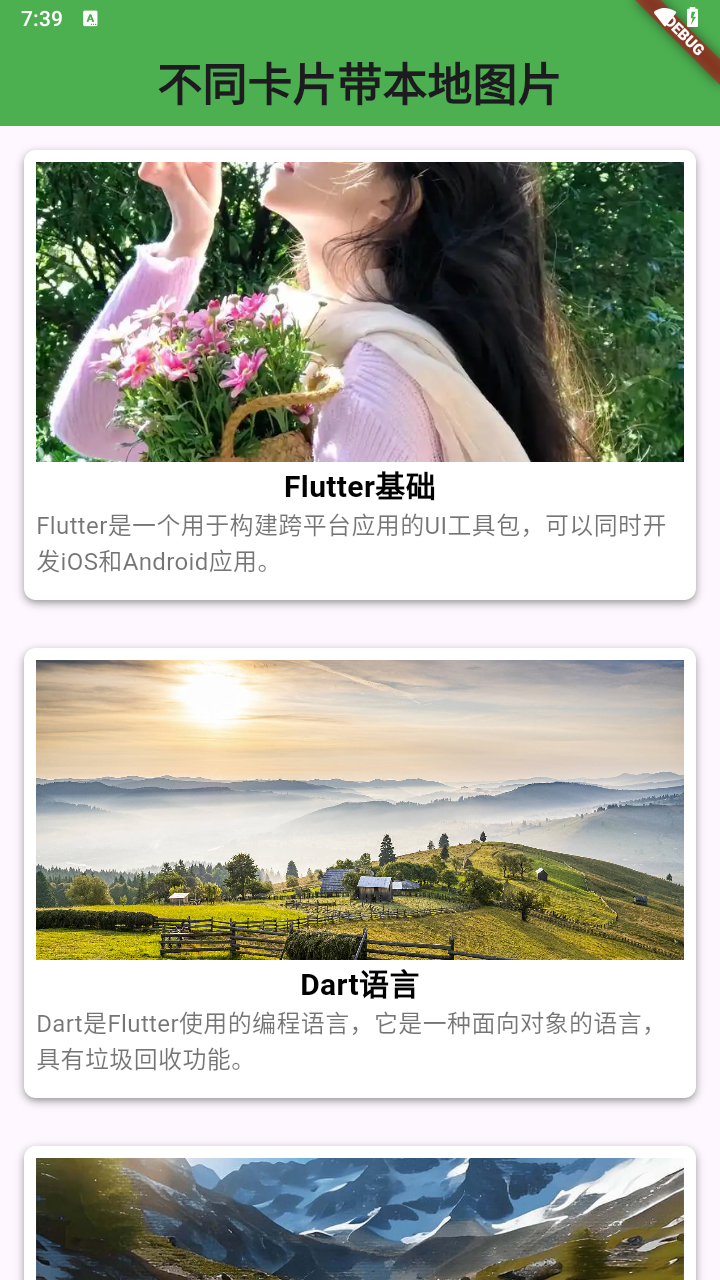 7:39
DEBUG
不同卡片带本地图片
Flutter基础
Flutter是一个用于构建跨平台应用的UI工具包，可以同时开
发iOS和Android应用。
Dart语言
Dart是Flutter使用的编程语言，它是一种面向对象的语言，
具有垃圾回收功能。